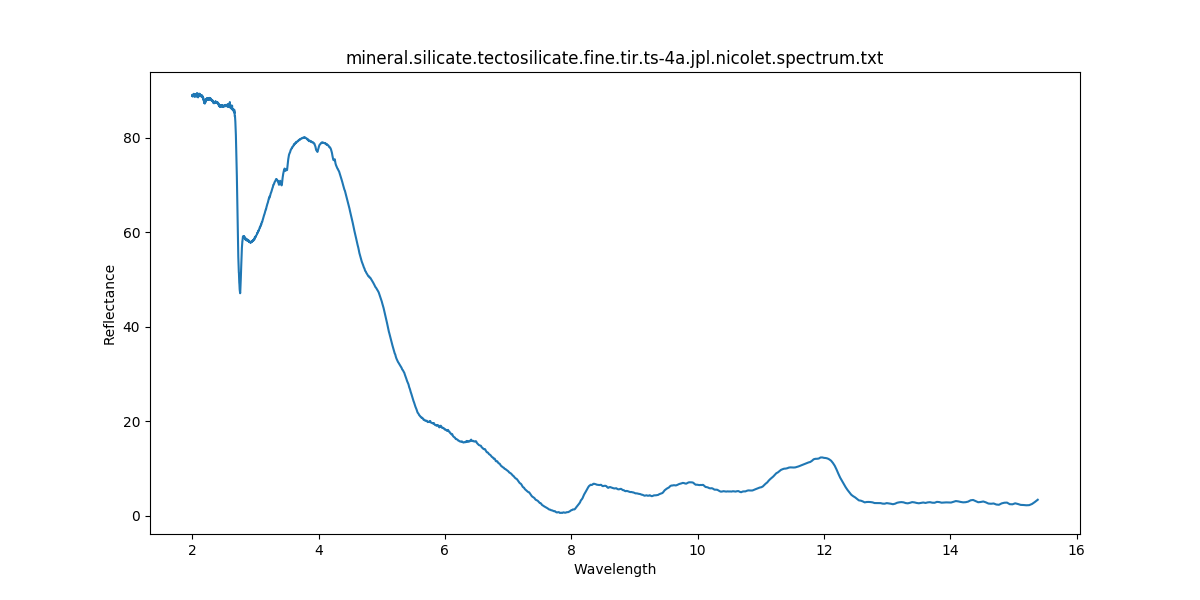 mineral.silicate.tectosilicate.fine.tir.ts-4a.jpl.nicolet.spectrum.txt
80
60
40
20
0
Reflectance
2 4 6 8 10 12 14 16
Wavelength